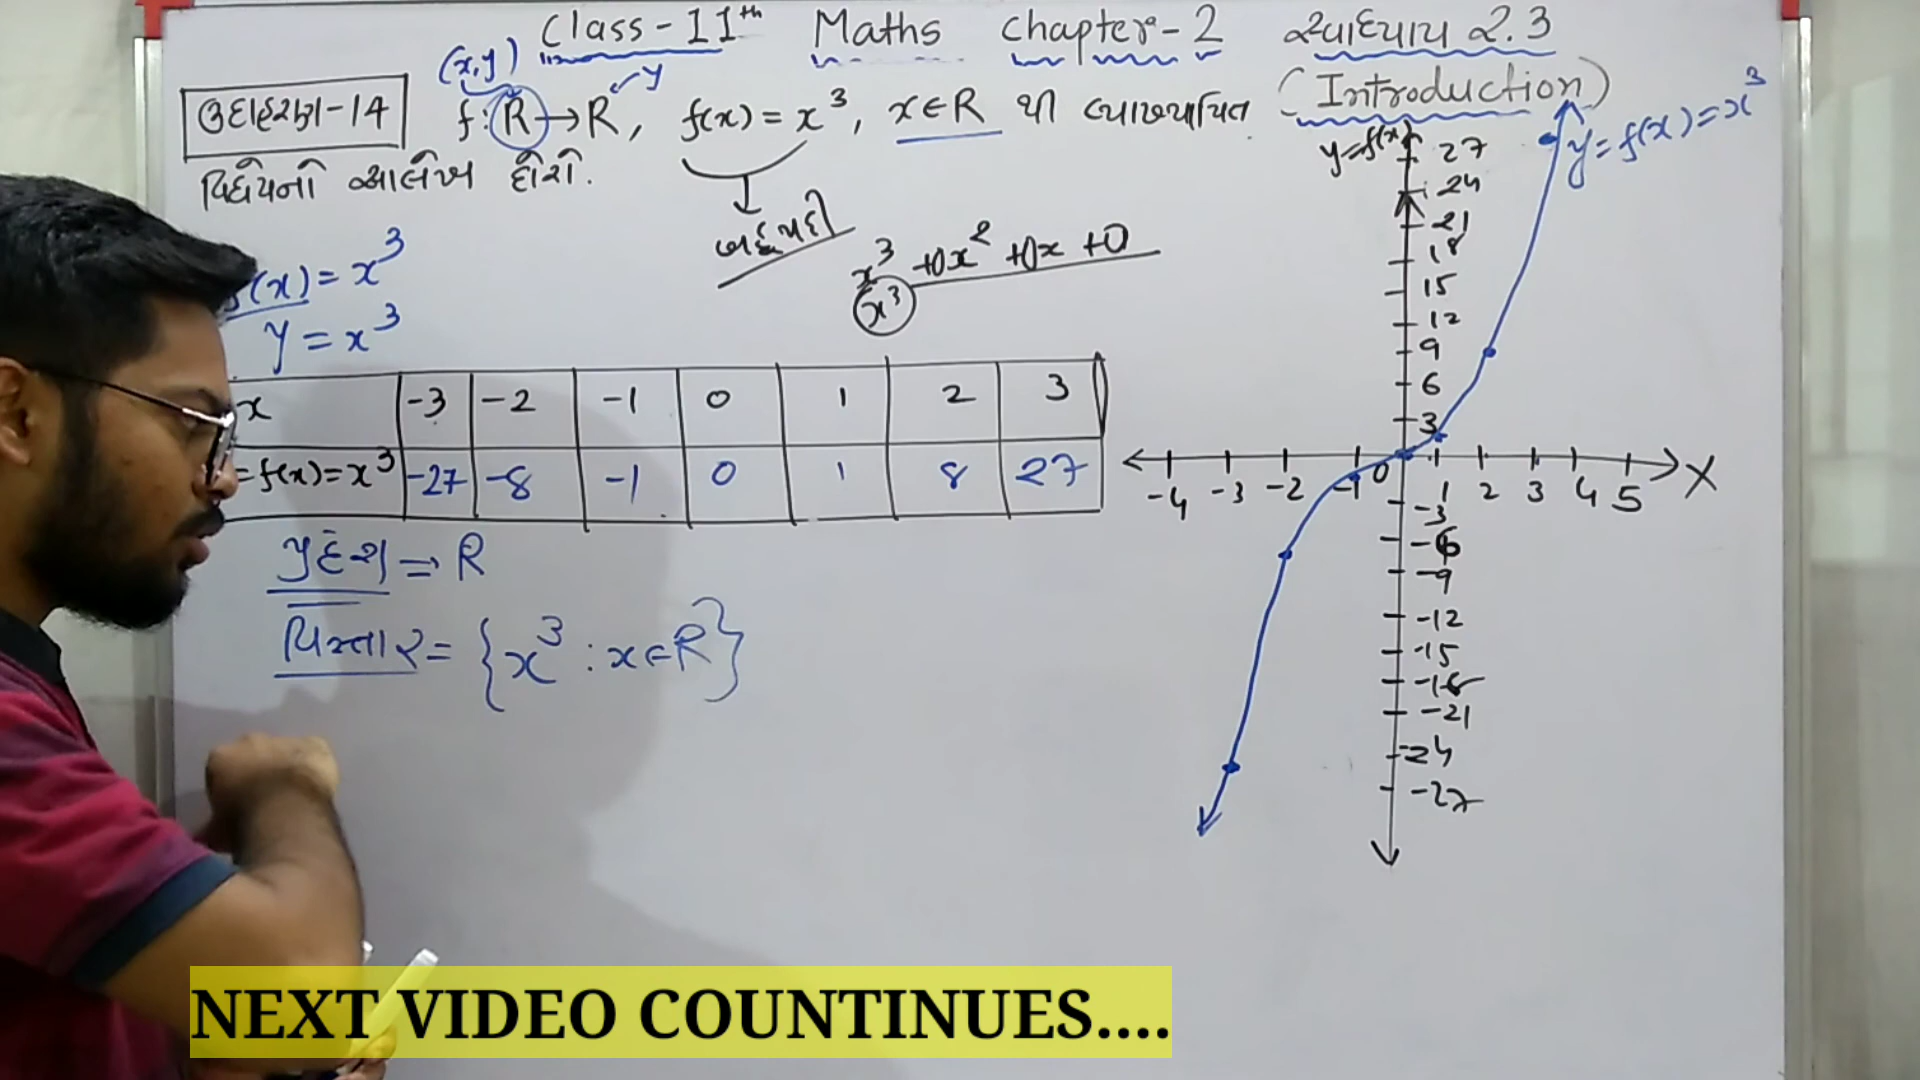 Class-11th Maths Chapter-2 સ્વાધ્યાય 2.3
(Introduction)
(x,y)
y
ઉદાહરણ-14 f:R→R, f(x)=x³, x∈R થી વ્યાખ્યાયિત
વિધેયનો આલેખ દોરો.
બહુપદી
x³+0x²+0x+0
x³
f(x)=x³
y=x³
x -3 -2 -1 0 1 2 3
=f(x)=x³ -27 -8 -1 0 1 8 27
પ્રદેશ => R
વિસ્તાર = {x³ : x∈R}
y=f(x)
y=f(x)=x³
27
24
21
18
15
12
9
6
3
-4 -3 -2 -1 0 1 2 3 4 5 X
-3
-6
-9
-12
-15
-18
-21
-24
-27
NEXT VIDEO COUNTINUES....